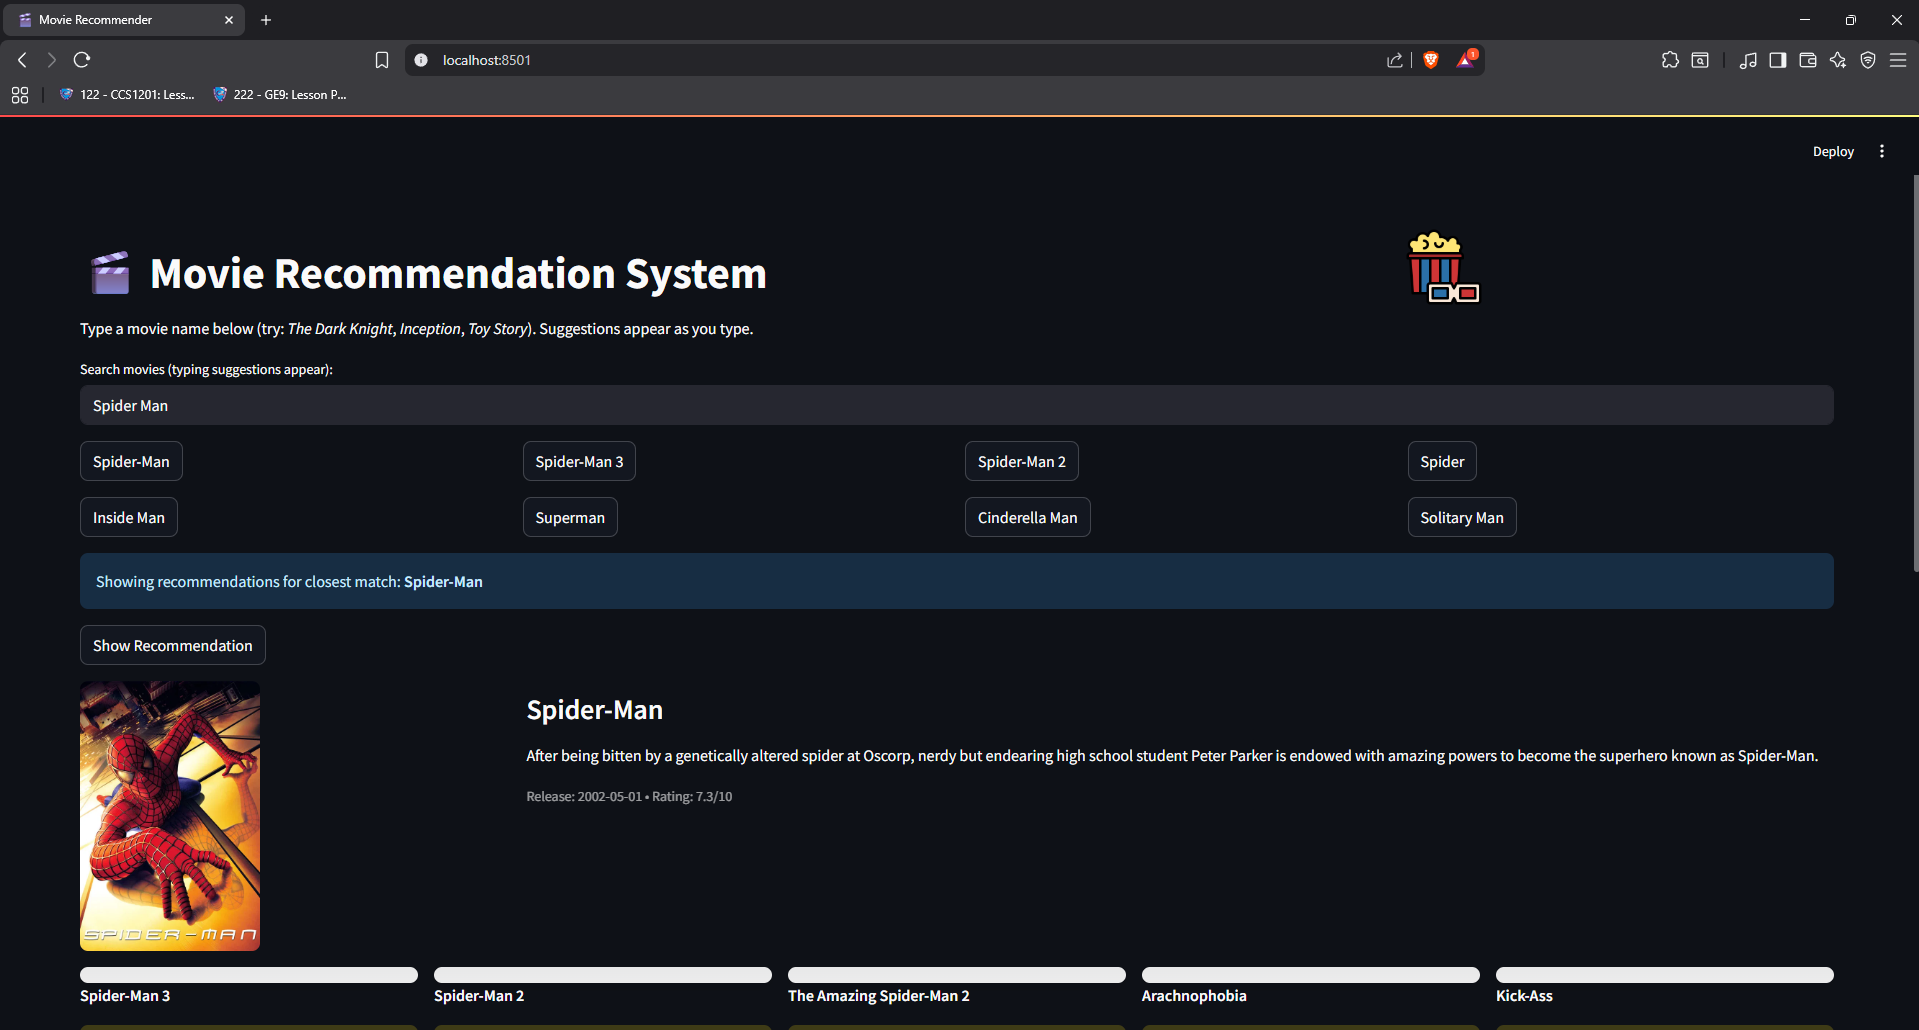 Movie Recommender
localhost:8501
1
122 - CCS1201: Less...
222 - GE9: Lesson P...
Deploy
Movie Recommendation System
Type a movie name below (try: The Dark Knight, Inception, Toy Story). Suggestions appear as you type.
Search movies (typing suggestions appear):
Spider Man
Spider-Man
Spider-Man 3
Spider-Man 2
Spider
Inside Man
Superman
Cinderella Man
Solitary Man
Showing recommendations for closest match: Spider-Man
Show Recommendation
Spider-Man
After being bitten by a genetically altered spider at Oscorp, nerdy but endearing high school student Peter Parker is endowed with amazing powers to become the superhero known as Spider-Man.
Release: 2002-05-01 • Rating: 7.3/10
SPIDER-MAN
Spider-Man 3
Spider-Man 2
The Amazing Spider-Man 2
Arachnophobia
Kick-Ass